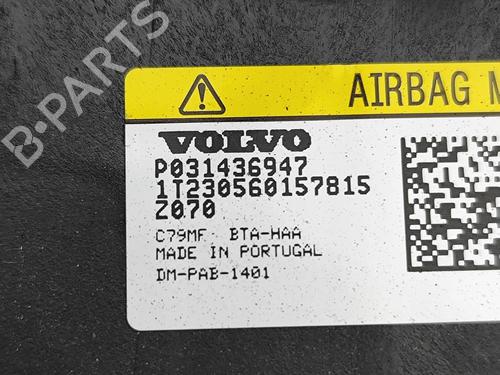 B-PARTS
AIRBAG M
VOLVO
P031436947
1T230560157815
Z070
C79MF BTA-HAA
MADE IN PORTUGAL
DM-PAB-1401